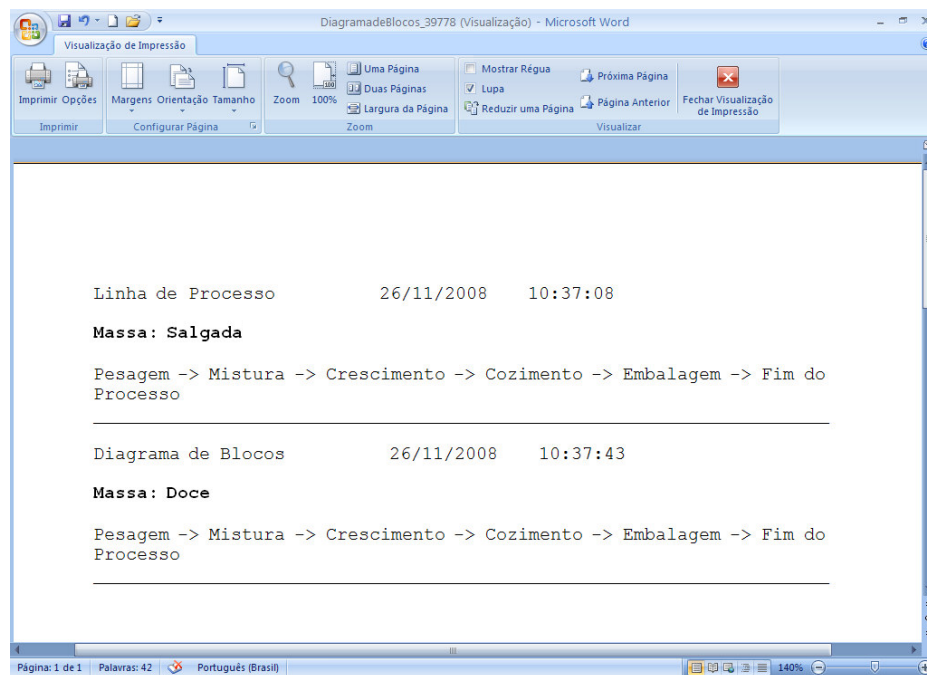 DiagramadeBlocos_39778 (Visualização) - Microsoft Word
Visualização de Impressão
Imprimir Opções
Margens Orientação Tamanho
Zoom 100%
Uma Página
Duas Páginas
Largura da Página
Mostrar Régua
Lupa
Reduzir uma Página
Próxima Página
Página Anterior
Fechar Visualização
de Impressão
Imprimir
Configurar Página
Zoom
Visualizar
Linha de Processo 26/11/2008 10:37:08
Massa: Salgada
Pesagem -> Mistura -> Crescimento -> Cozimento -> Embalagem -> Fim do
Processo
Diagrama de Blocos 26/11/2008 10:37:43
Massa: Doce
Pesagem -> Mistura -> Crescimento -> Cozimento -> Embalagem -> Fim do
Processo
Página: 1 de 1 Palavras: 42 Português (Brasil) 140%